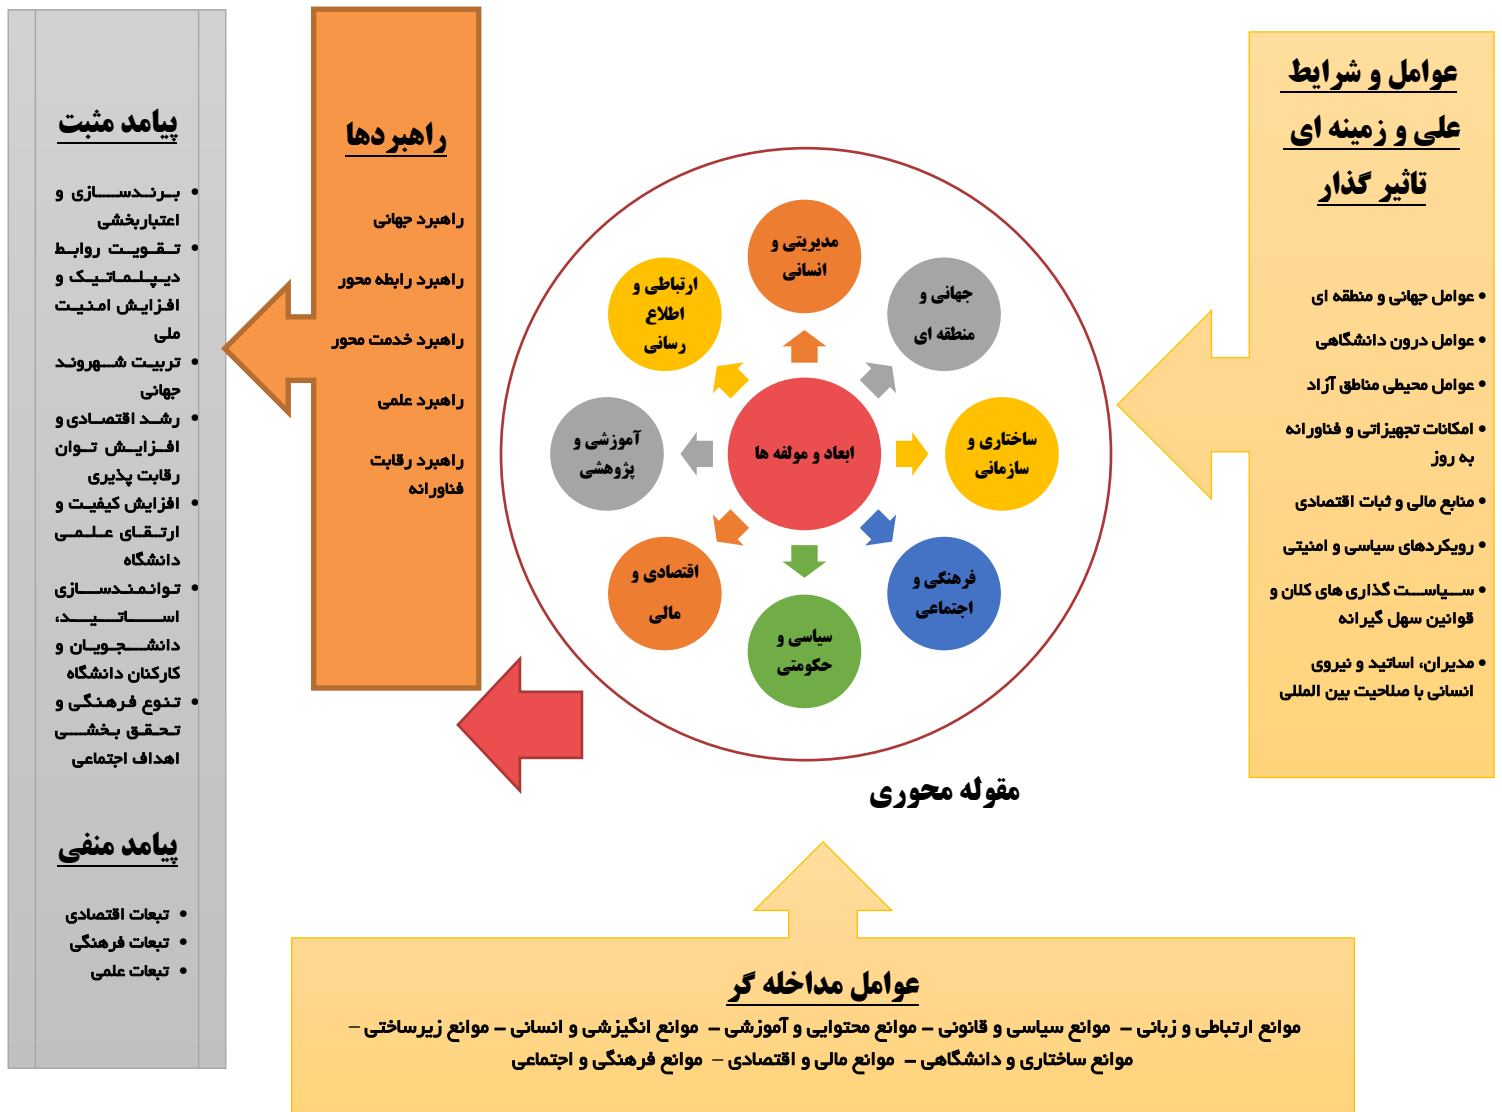 عوامل و شرایط
علی و زمینه ای
تاثیر گذار
• عوامل جهانی و منطقه ای
• عوامل درون دانشگاهی
• عوامل محیطی مناطق آزاد
• امکانات تجهیزاتی و فناورانه
به روز
• منابع مالی و ثبات اقتصادی
• رویکردهای سیاسی و امنیتی
• سیاست گذاری های کلان و
قوانین سهل گیرانه
• مدیران، اساتید و نیروی
انسانی با صلاحیت بین المللی
مدیریتی و
انسانی
جهانی و
منطقه ای
ساختاری و
سازمانی
فرهنگی و
اجتماعی
سیاسی و
حکومتی
اقتصادی و
مالی
آموزشی و
پژوهشی
ارتباطی و
اطلاع
رسانی
ابعاد و مولفه ها
مقوله محوری
راهبردها
راهبرد جهانی
راهبرد رابطه محور
راهبرد خدمت محور
راهبرد علمی
راهبرد رقابت
فناورانه
پیامد مثبت
• برندسازی و
اعتباربخشی
• تقویت روابط
دیپلماتیک و
افزایش امنیت
ملی
• تربیت شهروند
جهانی
• رشد اقتصادی و
افزایش توان
رقابت پذیری
• افزایش کیفیت و
ارتقای علمی
دانشگاه
• توانمندسازی
اساتید،
دانشجویان و
کارکنان دانشگاه
• تنوع فرهنگی و
تحقق بخشی
اهداف اجتماعی
پیامد منفی
• تبعات اقتصادی
• تبعات فرهنگی
• تبعات علمی
عوامل مداخله گر
موانع ارتباطی و زبانی – موانع سیاسی و قانونی – موانع محتوایی و آموزشی – موانع انگیزشی و انسانی – موانع زیرساختی –
موانع ساختاری و دانشگاهی – موانع مالی و اقتصادی – موانع فرهنگی و اجتماعی